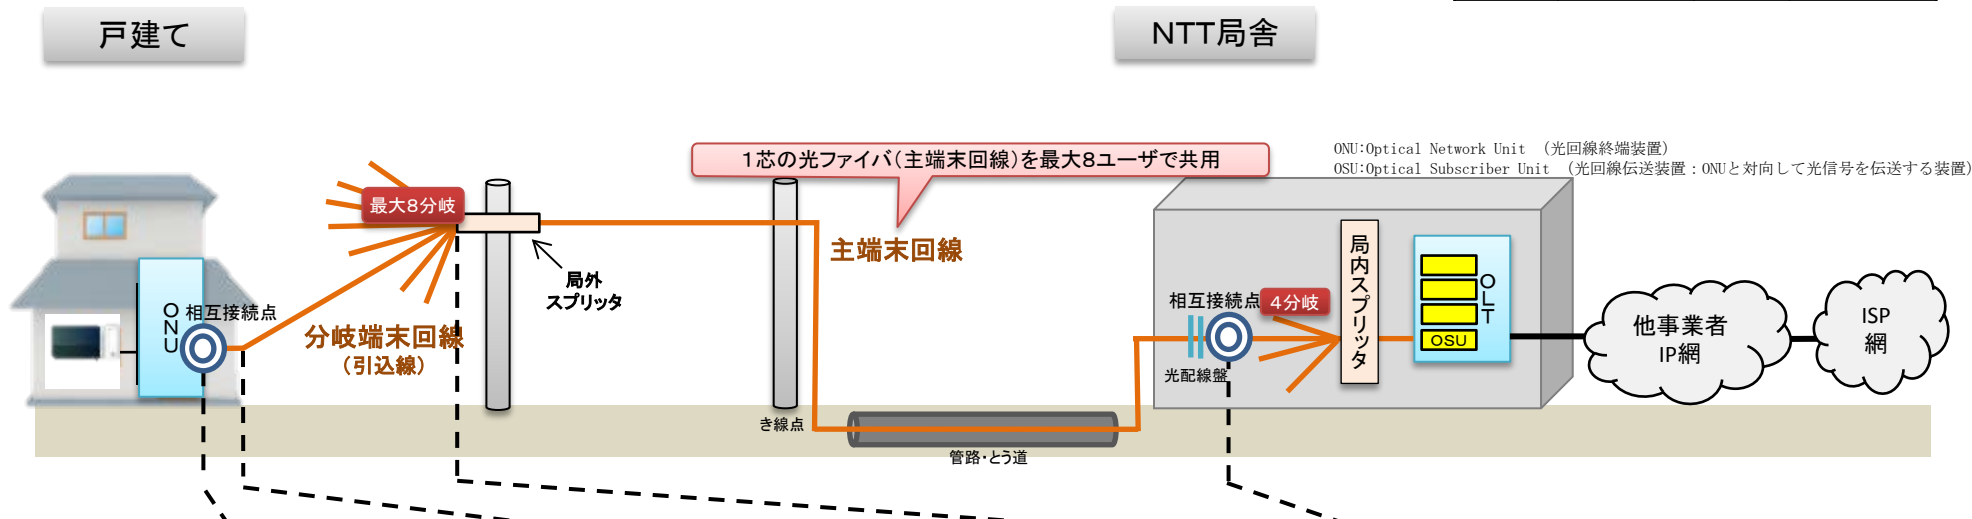 戸建て
NTT局舎
1芯の光ファイバ（主端末回線）を最大8ユーザで共用
ONU:Optical Network Unit （光回線終端装置）
OSU:Optical Subscriber Unit （光回線伝送装置：ONUと対向して光信号を伝送する装置）
最大8分岐
主端末回線
局外
スプリッタ
ONU
相互接続点
分岐端末回線
（引込線）
き線点
管路・とう道
相互接続点
4分岐
光配線盤
局内スプリッタ
OLT
OSU
他事業者
IP網
ISP
網